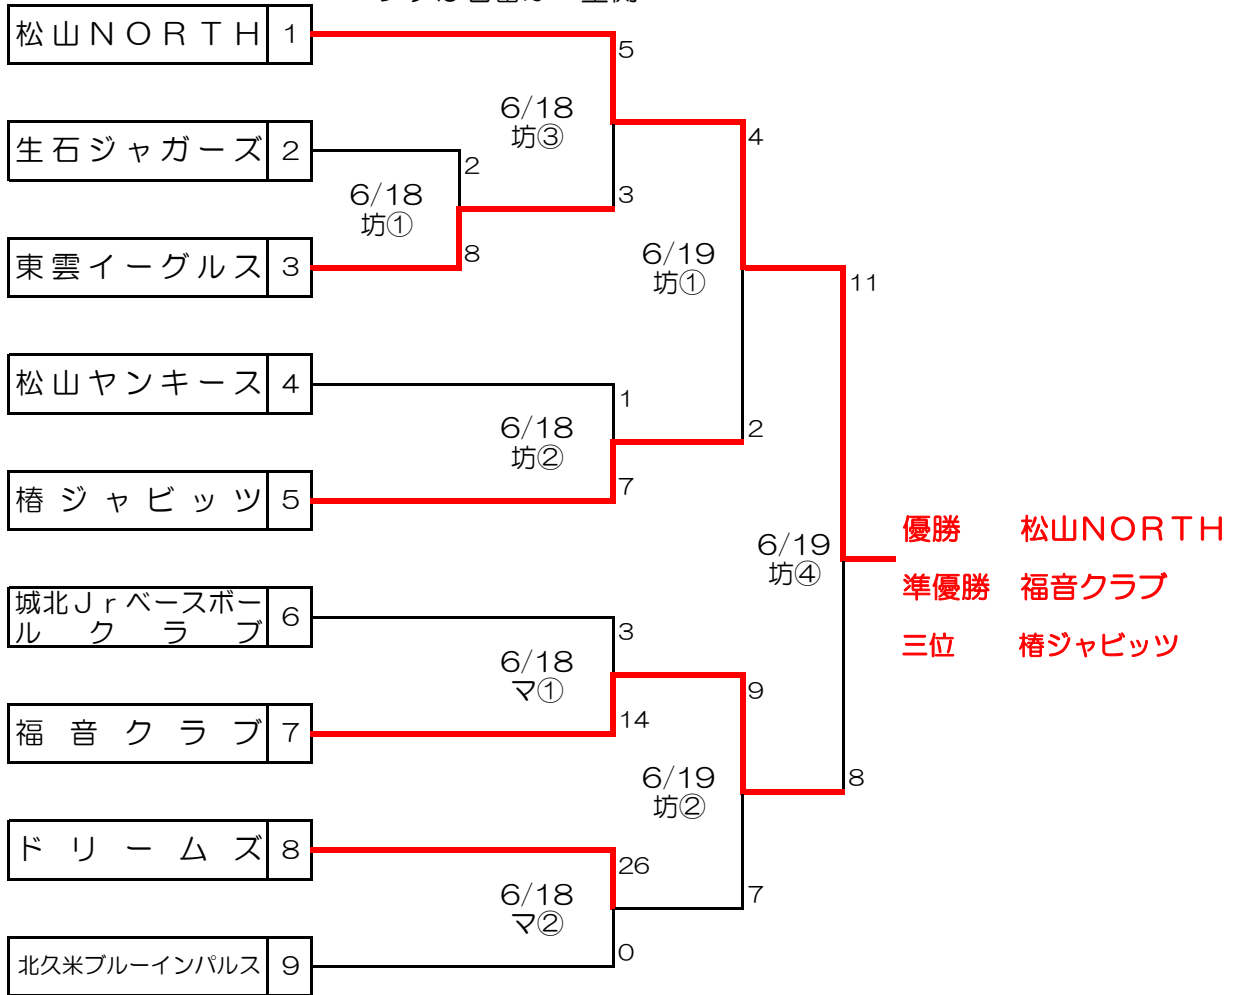 松山NORTH 1
5
6/18
坊③
4
生石ジャガーズ 2
2
6/18
坊①
3
8
東雲イーグルス 3
6/19
坊①
11
松山ヤンキース 4
1
6/18
坊②
2
7
椿ジャビッツ 5
優勝 松山NORTH
6/19
坊④
準優勝 福音クラブ
三位 椿ジャビッツ
城北Jrベースボー
ルクラブ 6
3
6/18
マ①
9
14
福音クラブ 7
6/19
坊②
8
ドリームズ 8
26
6/18
マ②
7
0
北久米ブルーインパルス 9